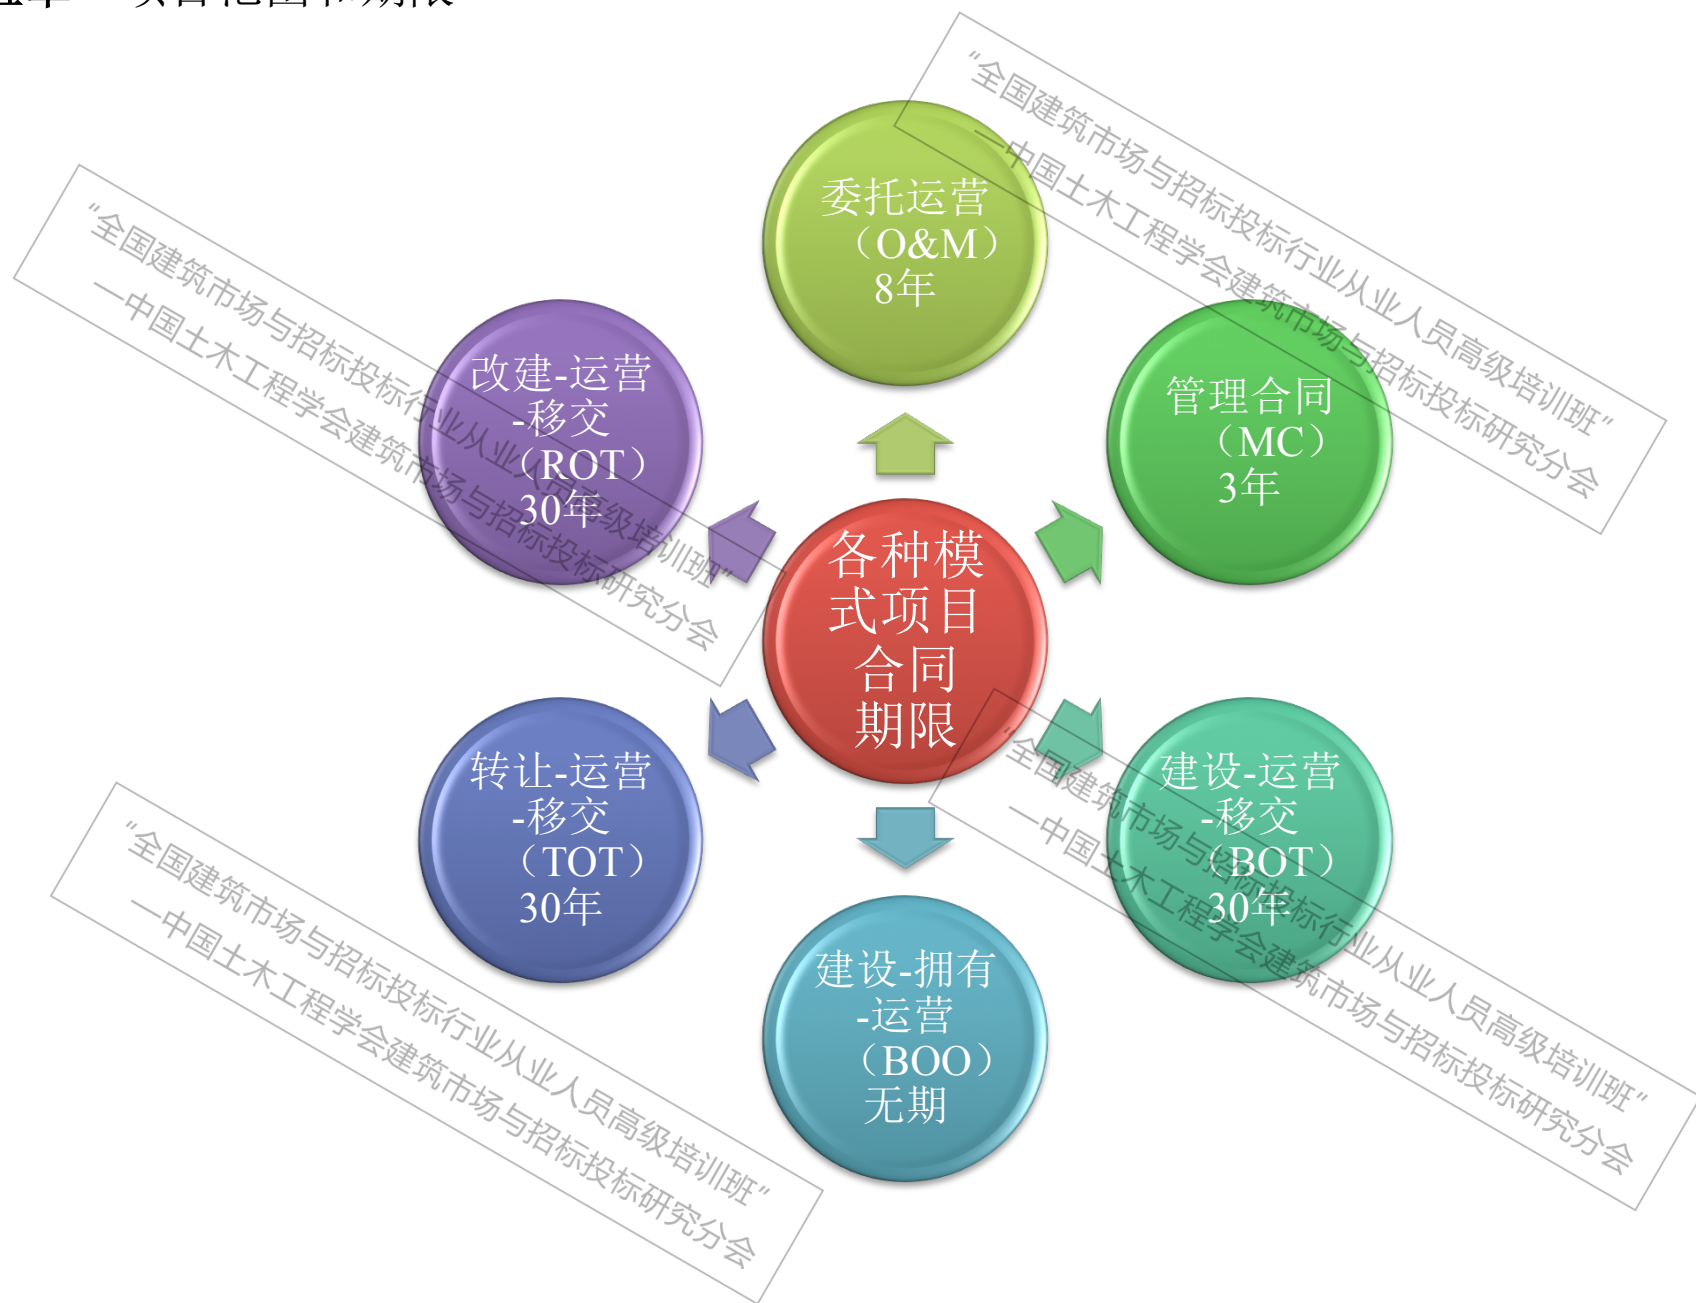 项目范围和期限
委托运营
（O&M）
8年
管理合同
（MC）
3年
建设-运营
-移交
（BOT）
30年
建设-拥有
-运营
（BOO）
无期
转让-运营
-移交
（TOT）
30年
改建-运营
-移交
（ROT）
30年
各种模
式项目
合同
期限
“全国建筑市场与招标投标行业从业人员高级培训班”
—中国土木工程学会建筑市场与招标投标研究分会
“全国建筑市场与招标投标行业从业人员高级培训班”
—中国土木工程学会建筑市场与招标投标研究分会
“全国建筑市场与招标投标行业从业人员高级培训班”
—中国土木工程学会建筑市场与招标投标研究分会
“全国建筑市场与招标投标行业从业人员高级培训班”
—中国土木工程学会建筑市场与招标投标研究分会